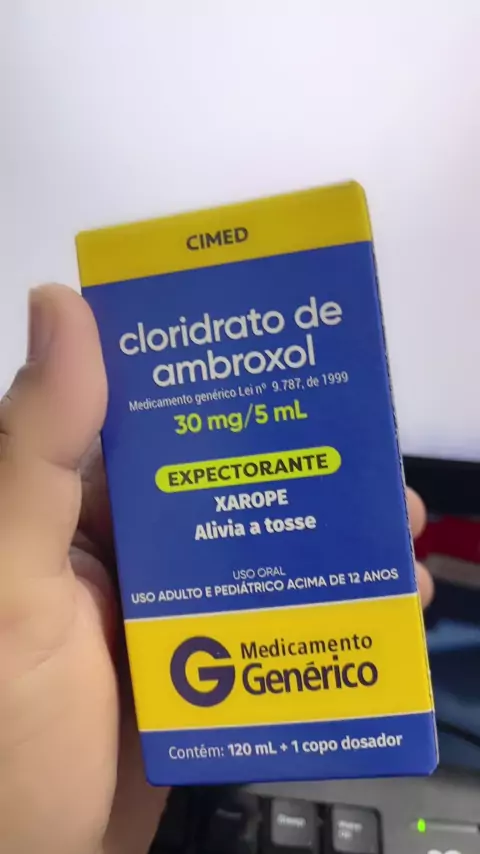 CIMED
cloridrato de
ambroxol
Medicamento genérico Lei nº 9.787, de 1999
30 mg/5 mL
EXPECTORANTE
XAROPE
Alivia a tosse
USO ORAL
USO ADULTO E PEDIÁTRICO ACIMA DE 12 ANOS
G Medicamento
Genérico
Contém: 120 mL + 1 copo dosador